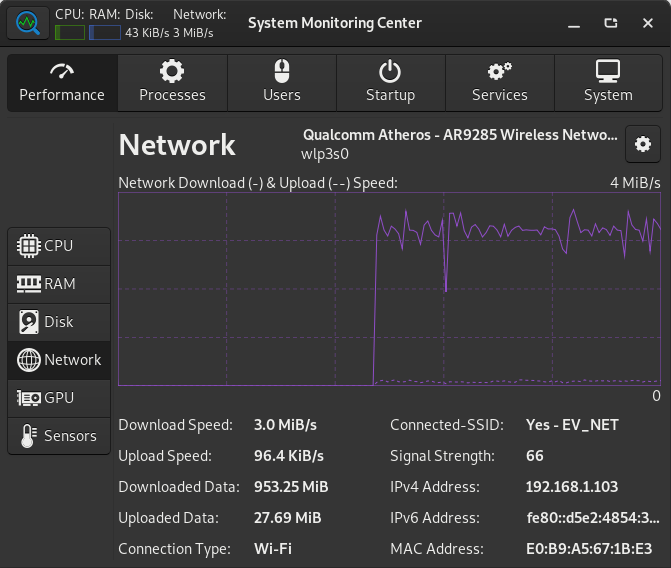 CPU: RAM: Disk: Network:
43 KiB/s 3 MiB/s
System Monitoring Center
Performance Processes Users Startup Services System
Network
Qualcomm Atheros - AR9285 Wireless Netwo...
wlp3s0
Network Download (-) & Upload (--) Speed: 4 MiB/s
CPU
RAM
Disk
Network
GPU
Sensors
0
Download Speed: 3.0 MiB/s Connected-SSID: Yes - EV_NET
Upload Speed: 96.4 KiB/s Signal Strength: 66
Downloaded Data: 953.25 MiB IPv4 Address: 192.168.1.103
Uploaded Data: 27.69 MiB IPv6 Address: fe80::d5e2:4854:3...
Connection Type: Wi-Fi MAC Address: E0:B9:A5:67:1B:E3